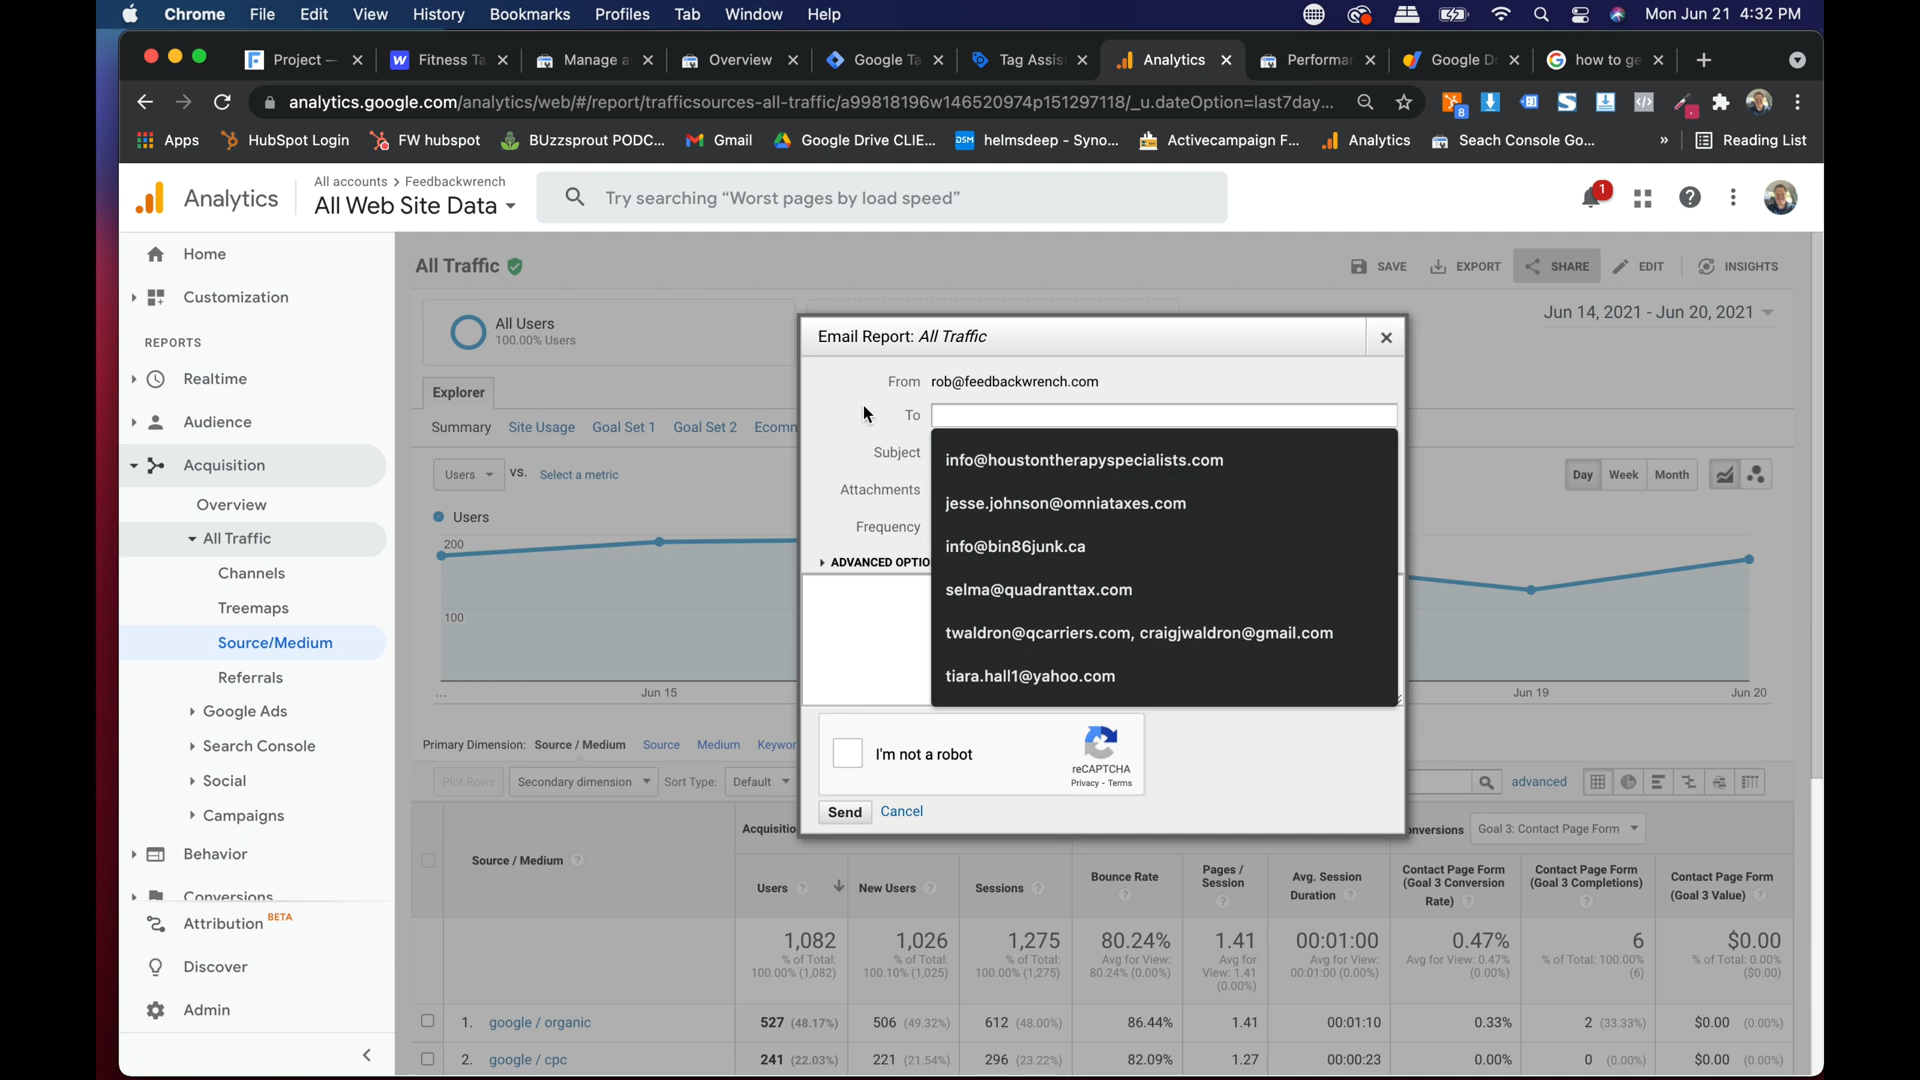 Chrome File Edit View History Bookmarks Profiles Tab Window Help Mon Jun 21 4:32 PM
Project — Fitness Ta Manage a Overview Google Ta Tag Assis Analytics Performar Google D how to ge
analytics.google.com/analytics/web/#/report/trafficsources-all-traffic/a99818196w146520974p151297118/_u.dateOption=last7day... 8
Apps HubSpot Login FW hubspot BUzzsprout PODC... Gmail Google Drive CLIE... DSM helmsdeep - Syno... Activecampaign F... Analytics Seach Console Go... » Reading List
Analytics
All accounts > Feedbackwrench
All Web Site Data
Try searching “Worst pages by load speed”
1
Home
Customization
REPORTS
Realtime
Audience
Acquisition
Overview
All Traffic
Channels
Treemaps
Source/Medium
Referrals
Google Ads
Search Console
Social
Campaigns
Behavior
Conversions
Attribution BETA
Discover
Admin
All Traffic
SAVE EXPORT SHARE EDIT INSIGHTS
All Users
100.00% Users
Jun 14, 2021 - Jun 20, 2021
Explorer
Summary Site Usage Goal Set 1 Goal Set 2 Ecomm
Users vs. Select a metric
Day Week Month
Users
200
100
... Jun 15 Jun 19 Jun 20
Email Report: All Traffic
From rob@feedbackwrench.com
To
Subject
Attachments
Frequency
ADVANCED OPTIO
info@houstontherapyspecialists.com
jesse.johnson@omniataxes.com
info@bin86junk.ca
selma@quadranttax.com
twaldron@qcarriers.com, craigjwaldron@gmail.com
tiara.hall1@yahoo.com
I'm not a robot
reCAPTCHA
Privacy - Terms
Send Cancel
Primary Dimension: Source / Medium Source Medium Keywor
Plot Rows Secondary dimension Sort Type: Default advanced
Acquisitio nversions Goal 3: Contact Page Form
Source / Medium
Users New Users Sessions Bounce Rate Pages / Session Avg. Session Duration Contact Page Form (Goal 3 Conversion Rate) Contact Page Form (Goal 3 Completions) Contact Page Form (Goal 3 Value)
1,082 1,026 1,275 80.24% 1.41 00:01:00 0.47% 6 $0.00
% of Total: 100.00% (1,082) % of Total: 100.10% (1,025) % of Total: 100.00% (1,275) Avg for View: 80.24% (0.00%) Avg for View: 1.41 (0.00%) Avg for View: 00:01:00 (0.00%) Avg for View: 0.47% (0.00%) % of Total: 100.00% (6) % of Total: 0.00% ($0.00)
1. google / organic 527 (48.17%) 506 (49.32%) 612 (48.00%) 86.44% 1.41 00:01:10 0.33% 2 (33.33%) $0.00 (0.00%)
2. google / cpc 241 (22.03%) 221 (21.54%) 296 (23.22%) 82.09% 1.27 00:00:23 0.00% 0 (0.00%) $0.00 (0.00%)